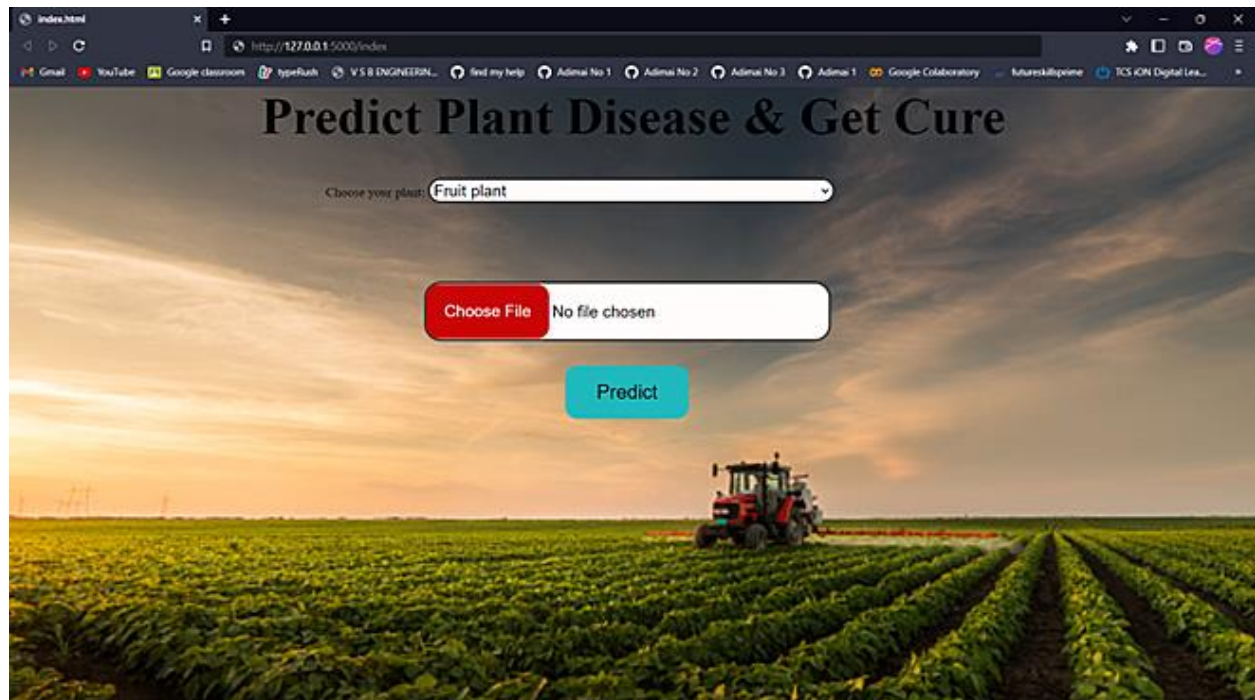 index.html
http://127.0.0.1:5000/index
Gmail YouTube Google classroom typeRush V S B ENGINEERIN... find my help Adimai No 1 Adimai No 2 Adimai No 3 Adimai 1 Google Colaboratory futureskillsprime TCS iON Digital Lea...
Predict Plant Disease & Get Cure
Choose your plant: Fruit plant
Choose File No file chosen
Predict